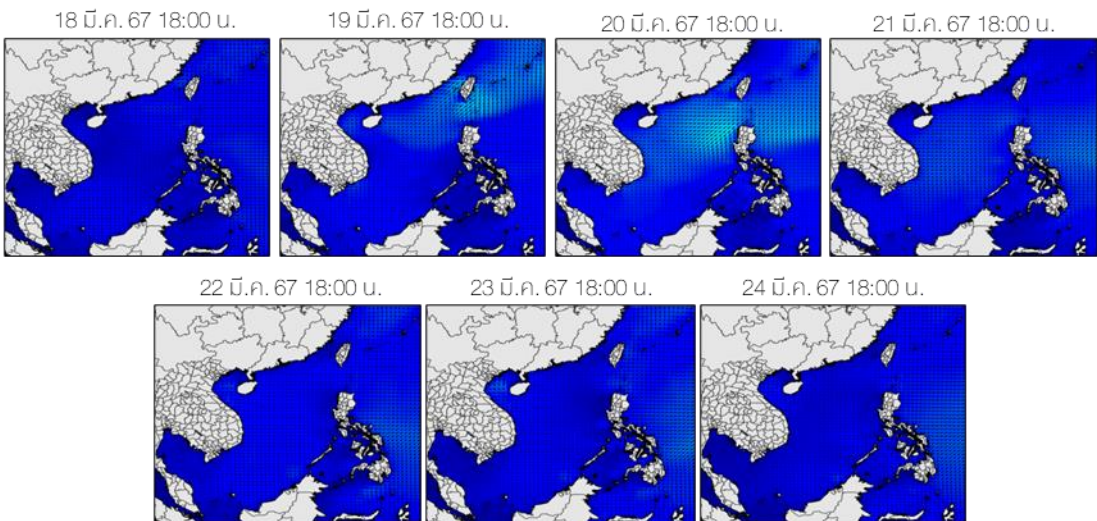 18 มี.ค. 67 18:00 น.
19 มี.ค. 67 18:00 น.
20 มี.ค. 67 18:00 น.
21 มี.ค. 67 18:00 น.
22 มี.ค. 67 18:00 น.
23 มี.ค. 67 18:00 น.
24 มี.ค. 67 18:00 น.